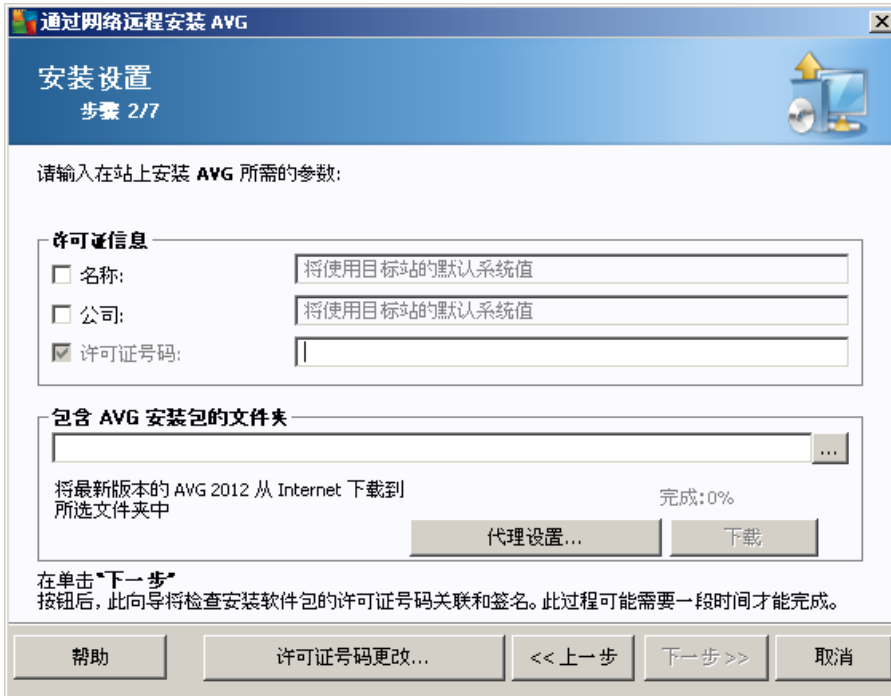 通过网络远程安装 AVG
安装设置
步骤 2/7
请输入在站上安装 AVG 所需的参数:
许可证信息
名称:
将使用目标站的默认系统值
公司:
将使用目标站的默认系统值
许可证号码:
包含 AVG 安装包的文件夹
...
将最新版本的 AVG 2012 从 Internet 下载到
所选文件夹中
完成:0%
代理设置...
下载
在单击"下一步"
按钮后，此向导将检查安装软件包的许可证号码关联和签名。此过程可能需要一段时间才能完成。
帮助
许可证号码更改...
<< 上一步
下一步 >>
取消